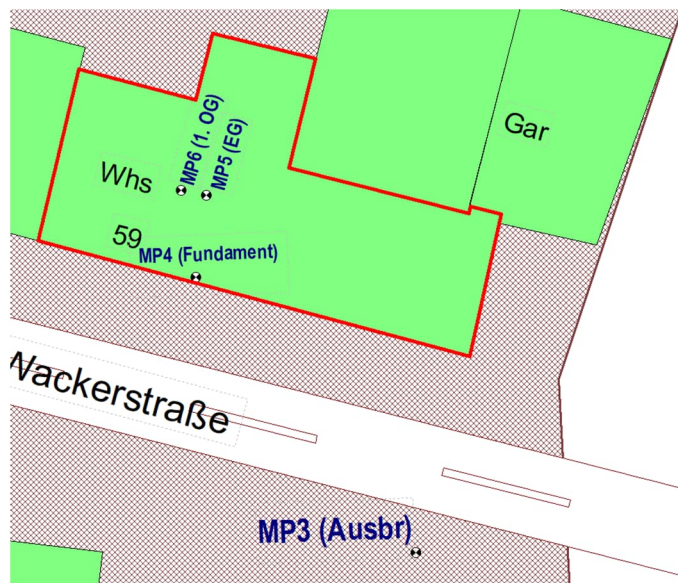 Gar
MP6 (1. OG)
MP5 (EG)
Whs
59
MP4 (Fundament)
Wackerstraße
MP3 (Ausbr)